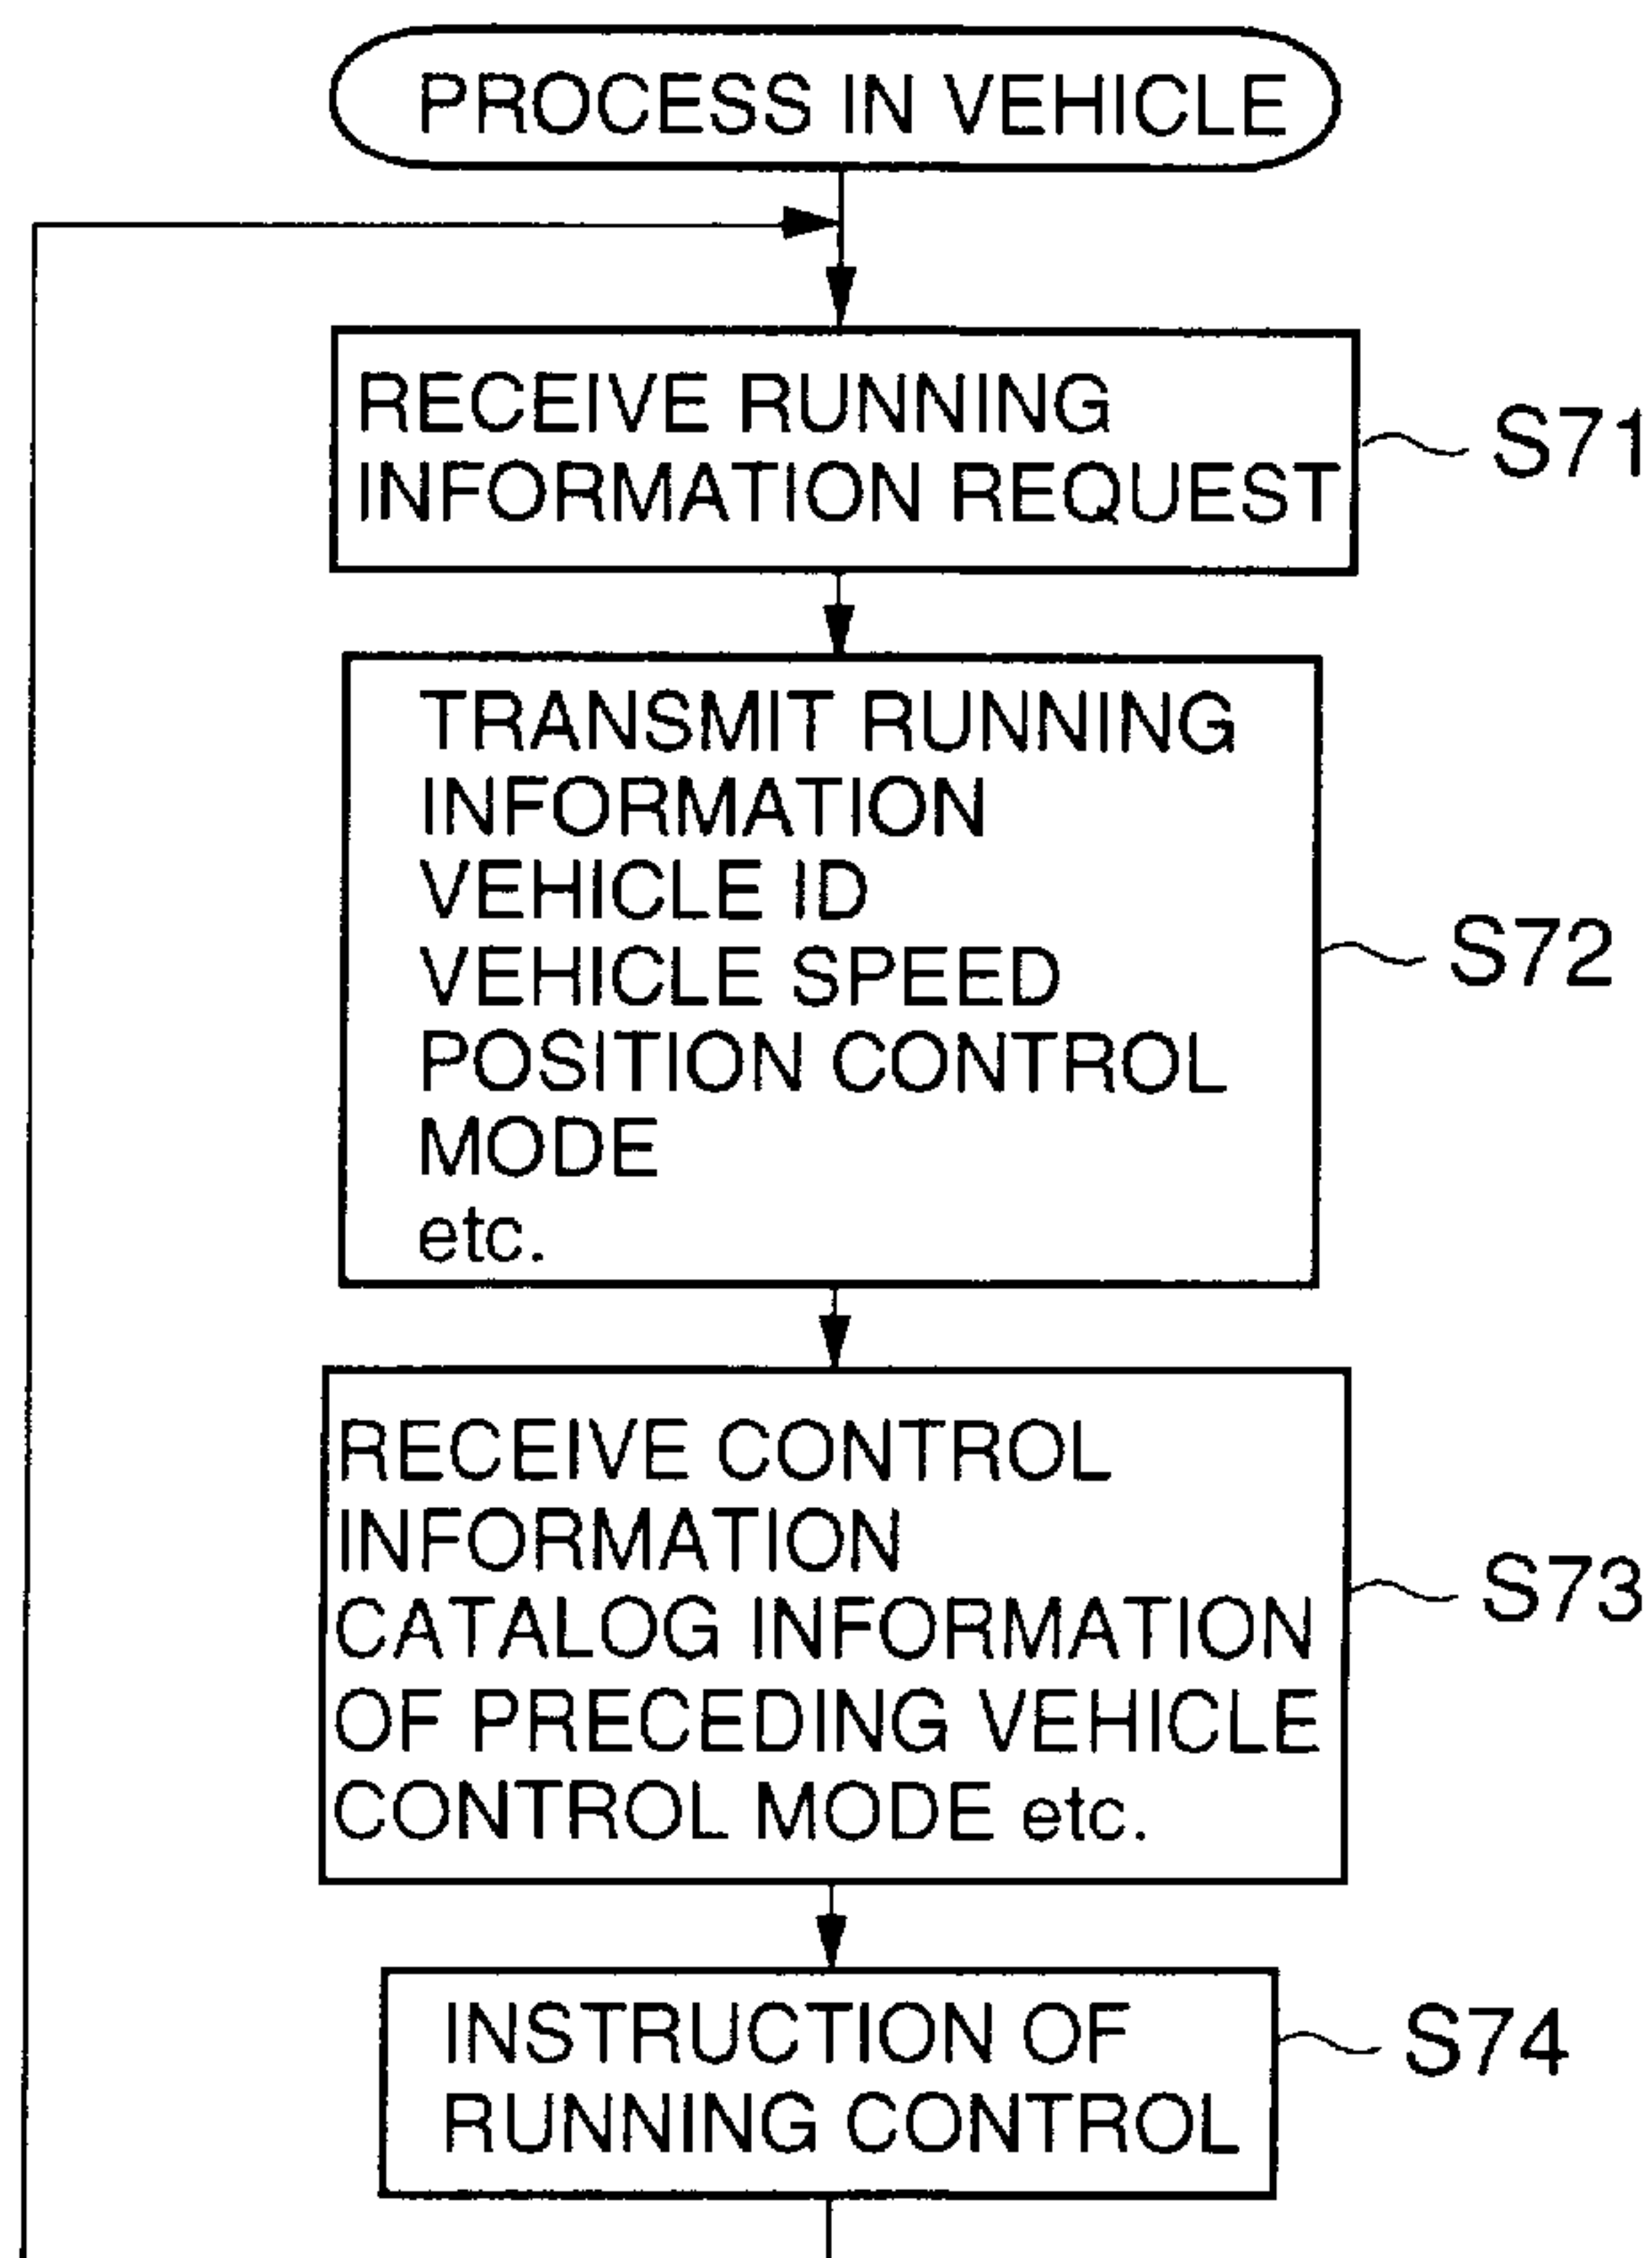 PROCESS IN VEHICLE
RECEIVE RUNNING
INFORMATION REQUEST
S71
TRANSMIT RUNNING
INFORMATION
VEHICLE ID
VEHICLE SPEED
POSITION CONTROL
MODE
etc.
S72
RECEIVE CONTROL
INFORMATION
CATALOG INFORMATION
OF PRECEDING VEHICLE
CONTROL MODE etc.
S73
INSTRUCTION OF
RUNNING CONTROL
S74